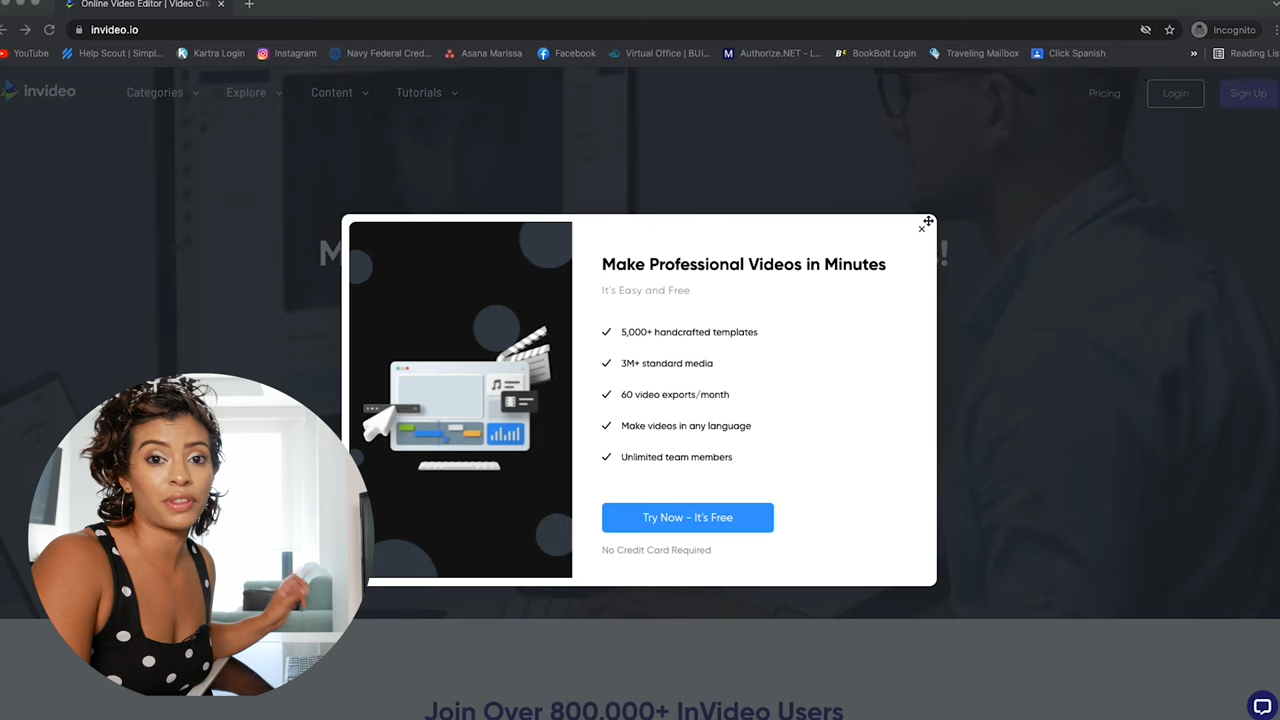 Online Video Editor | Video Cre
invideo.io
Incognito
YouTube
Help Scout | Simpl...
Kartra Login
Instagram
Navy Federal Cred...
Asana Marissa
Facebook
Virtual Office | BU!...
Authorize.NET - L...
BookBolt Login
Traveling Mailbox
Click Spanish
»
Reading Lis
invideo
Categories
Explore
Content
Tutorials
Pricing
Login
Sign Up
M
!
Make Professional Videos in Minutes
It's Easy and Free
5,000+ handcrafted templates
3M+ standard media
60 video exports/month
Make videos in any language
Unlimited team members
Try Now - It's Free
No Credit Card Required
Join Over 800,000+ InVideo Users